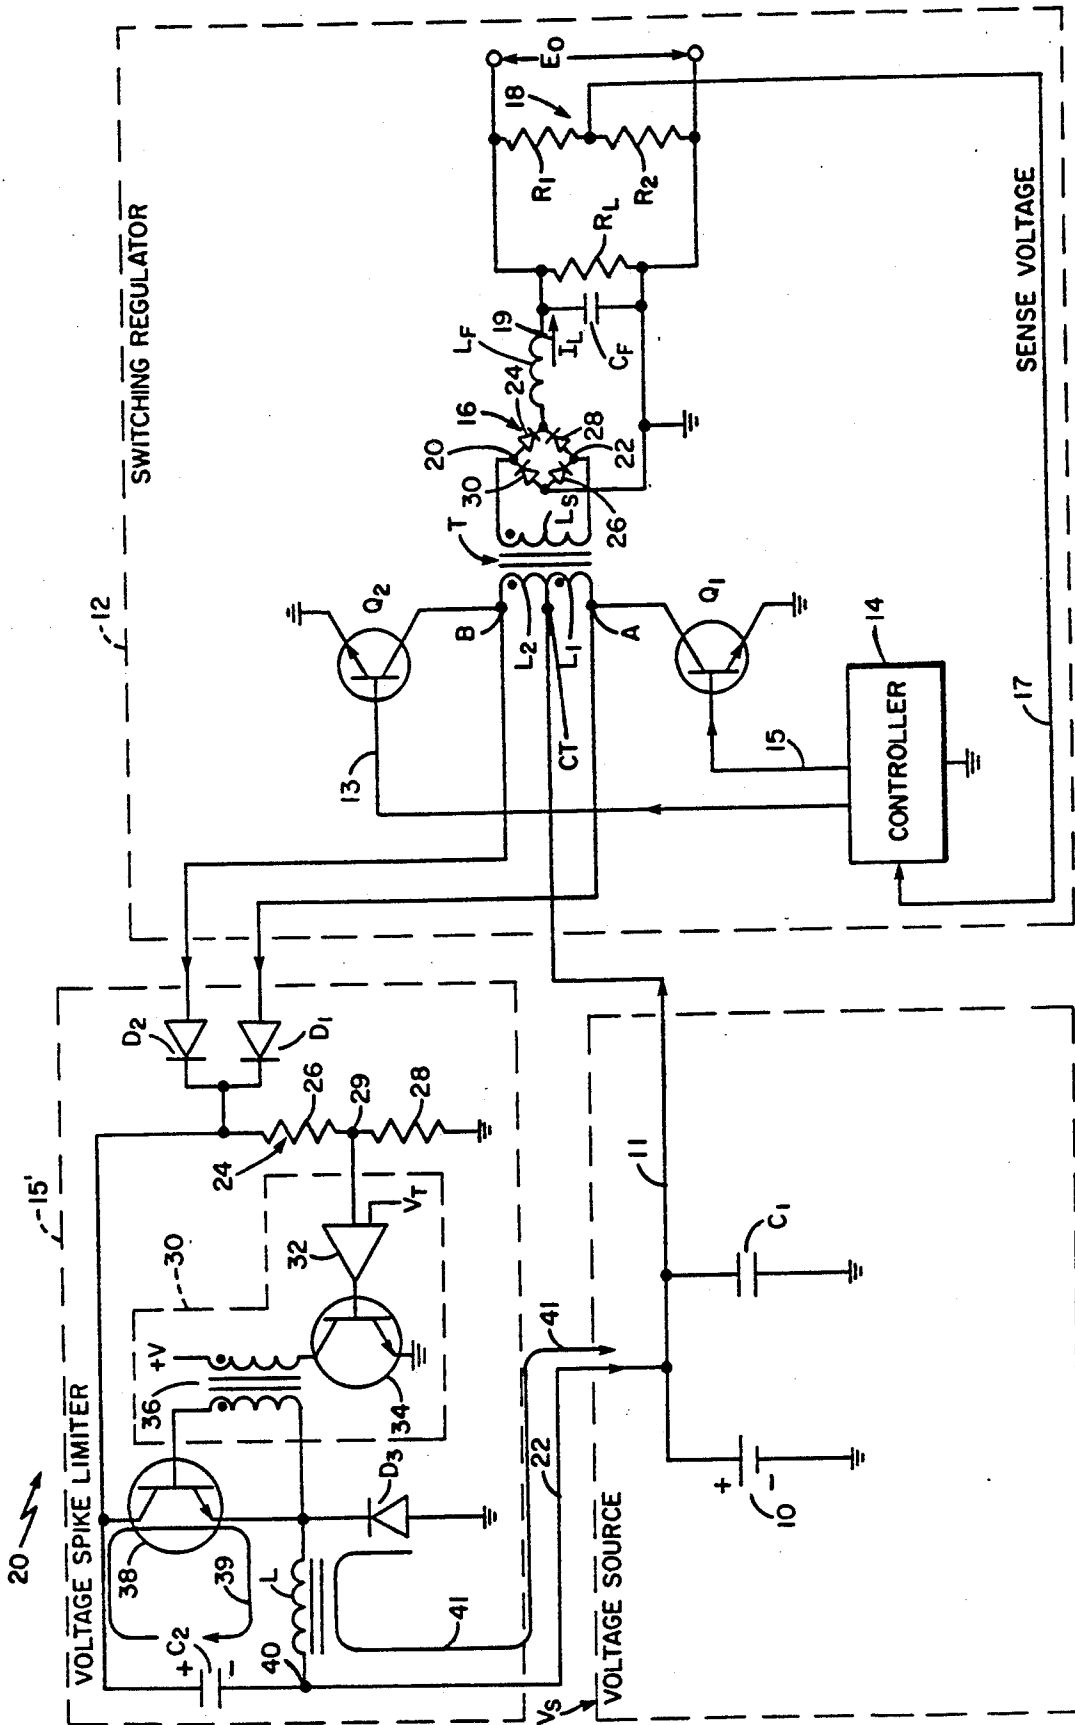 20
VOLTAGE SPIKE LIMITER
15'
C2
+
-
38
39
40
L
41
D3
36
+V
30
34
32
VT
24
26
29
28
D2
D1
22
41
VS
VOLTAGE SOURCE
10
+
-
C1
11
SWITCHING REGULATOR
12
13
Q2
B
L2
L1
A
CT
T
LS
Q1
15
14
CONTROLLER
17
20
30
16
24
26
22
28
LF
19
IL
CF
RL
R1
R2
18
EO
SENSE VOLTAGE